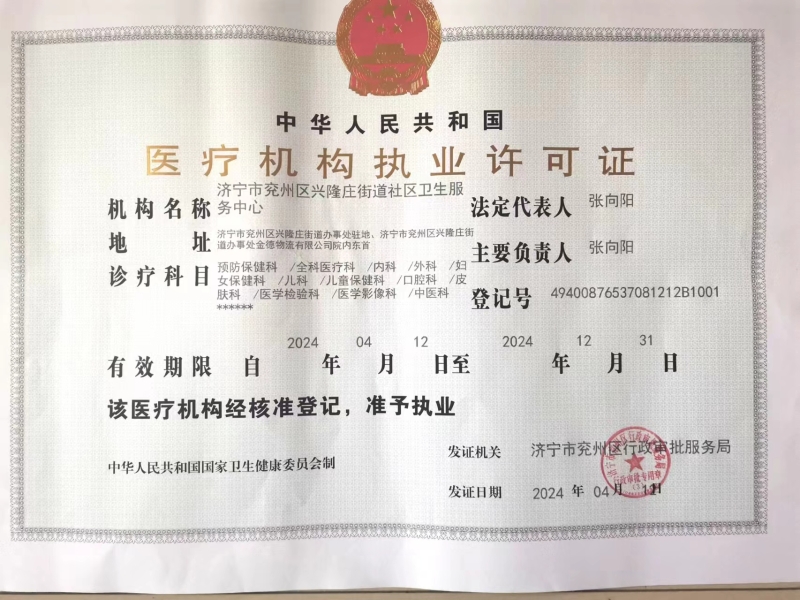 中华人民共和国
医疗机构执业许可证
机构名称 济宁市兖州区兴隆庄街道社区卫生服
务中心
法定代表人 张向阳
地 址 济宁市兖州区兴隆庄街道办事处驻地、济宁市兖州区兴隆庄街
道办事处金德物流有限公司院内东首
主要负责人 张向阳
诊疗科目 预防保健科 /全科医疗科 /内科 /外科 /妇
女保健科 /儿科 /儿童保健科 /口腔科 /皮
肤科 /医学检验科 /医学影像科 /中医科
******
登记号 49400876537081212B1001
有效期限 自 2024 年 04 月 12 日至 2024 年 12 月 31 日
该医疗机构经核准登记，准予执业
中华人民共和国国家卫生健康委员会制
发证机关 济宁市兖州区行政审批服务局
发证日期 2024 年 04 月 12 日
行政审批专用章